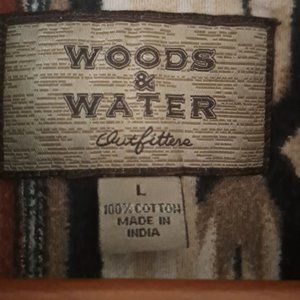 WOODS
&
WATER
Outfitters
L
100% COTTON
MADE IN
INDIA